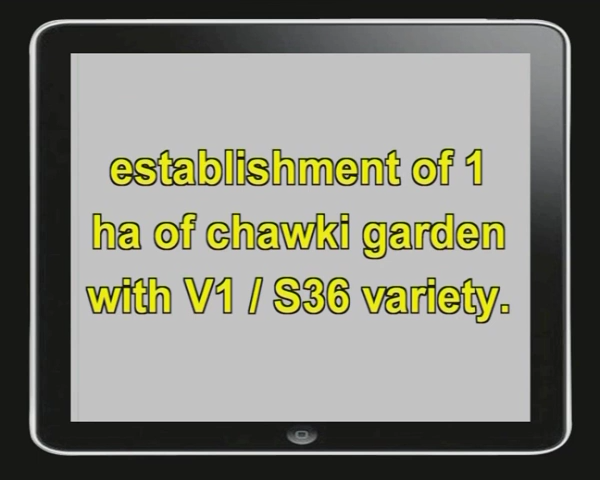 establishment of 1
ha of chawki garden
with V1 / S36 variety.